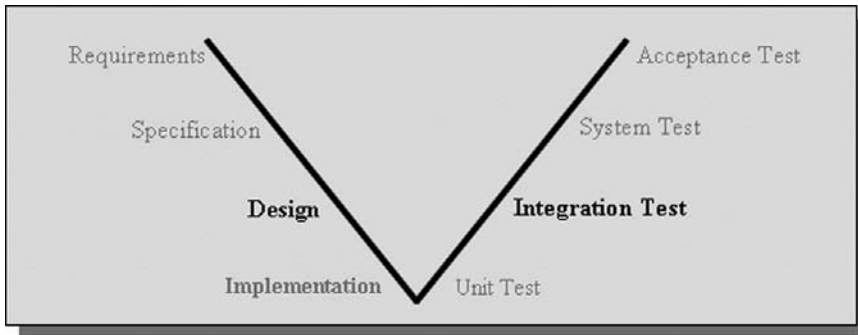 Requirements
Acceptance Test
Specification
System Test
Design
Integration Test
Implementation
Unit Test